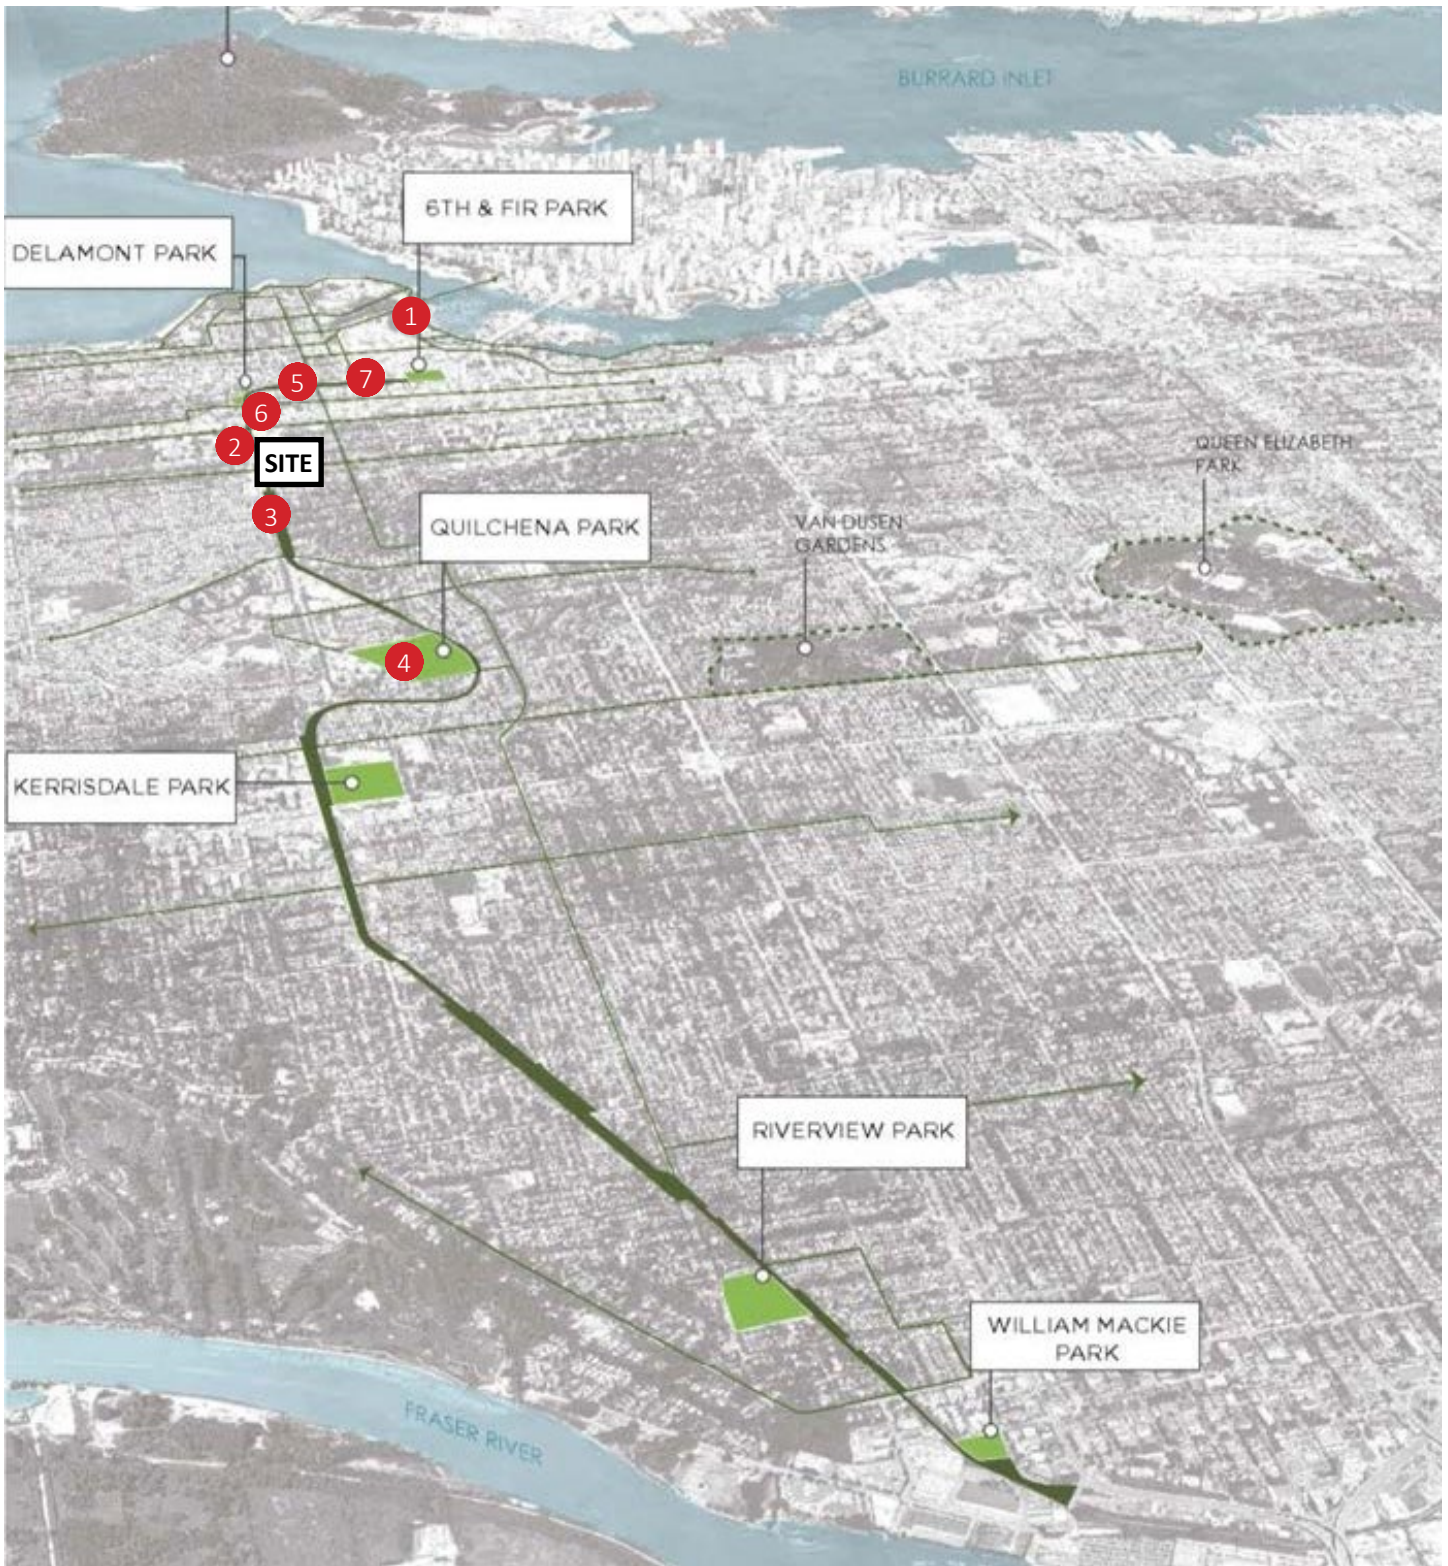 BURRARD INLET
6TH & FIR PARK
DELAMONT PARK
1
5
7
6
2
SITE
QUEEN ELIZABETH
PARK
3
QUILCHENA PARK
VAN DUSEN
GARDENS
4
KERRISDALE PARK
RIVERVIEW PARK
WILLIAM MACKIE
PARK
FRASER RIVER